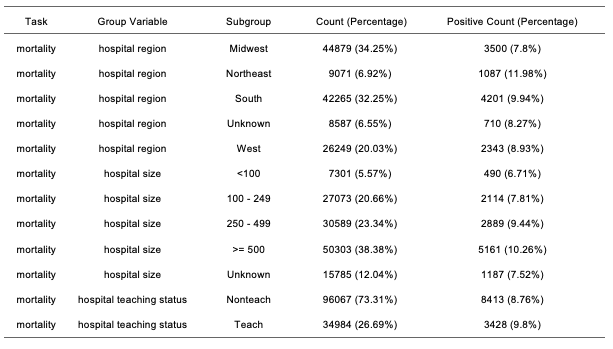 Task Group Variable Subgroup Count (Percentage) Positive Count (Percentage)
mortality hospital region Midwest 44879 (34.25%) 3500 (7.8%)
mortality hospital region Northeast 9071 (6.92%) 1087 (11.98%)
mortality hospital region South 42265 (32.25%) 4201 (9.94%)
mortality hospital region Unknown 8587 (6.55%) 710 (8.27%)
mortality hospital region West 26249 (20.03%) 2343 (8.93%)
mortality hospital size <100 7301 (5.57%) 490 (6.71%)
mortality hospital size 100 - 249 27073 (20.66%) 2114 (7.81%)
mortality hospital size 250 - 499 30589 (23.34%) 2889 (9.44%)
mortality hospital size >= 500 50303 (38.38%) 5161 (10.26%)
mortality hospital size Unknown 15785 (12.04%) 1187 (7.52%)
mortality hospital teaching status Nonteach 96067 (73.31%) 8413 (8.76%)
mortality hospital teaching status Teach 34984 (26.69%) 3428 (9.8%)